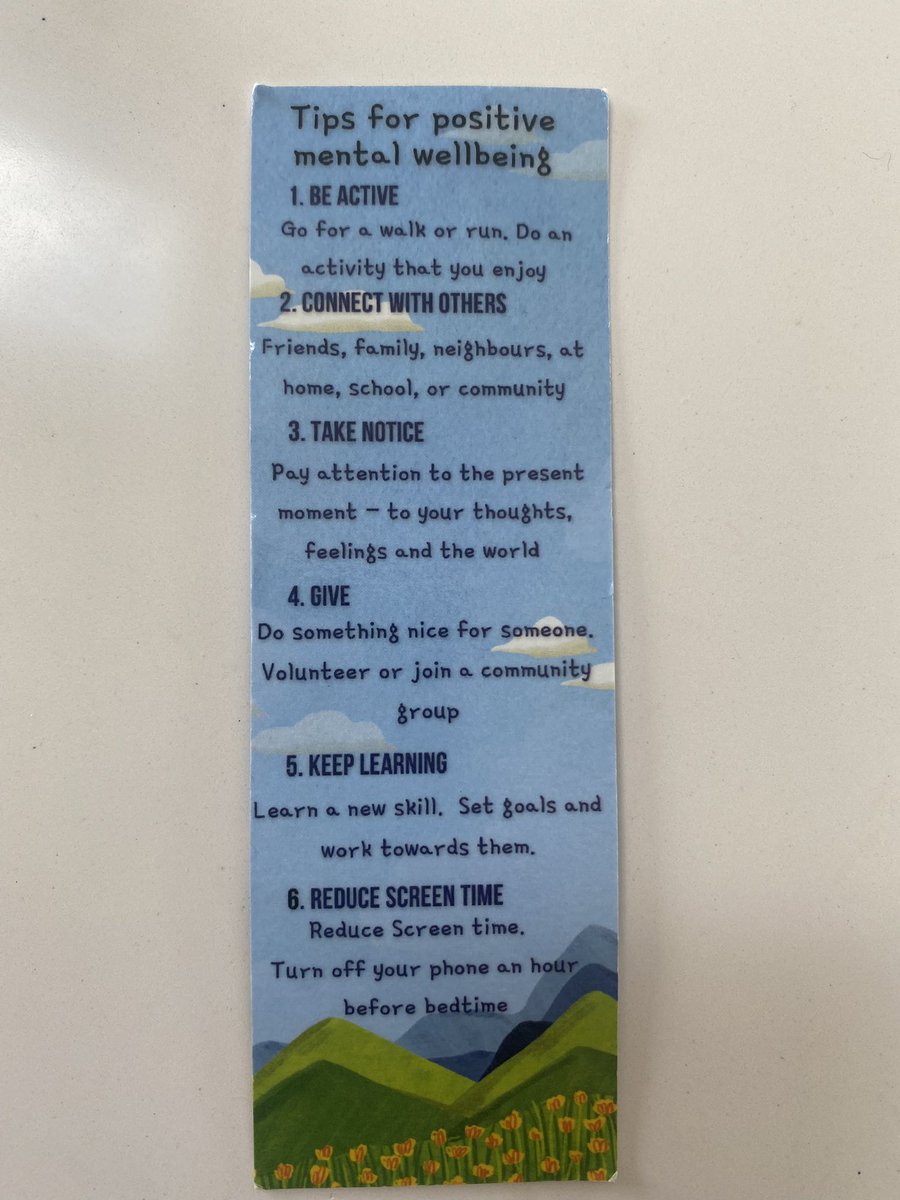 Tips for positive
mental wellbeing
1. BE ACTIVE
Go for a walk or run. Do an
activity that you enjoy
2. CONNECT WITH OTHERS
Friends, family, neighbours, at
home, school, or community
3. TAKE NOTICE
Pay attention to the present
moment – to your thoughts,
feelings and the world
4. GIVE
Do something nice for someone.
Volunteer or join a community
group
5. KEEP LEARNING
Learn a new skill. Set goals and
work towards them.
6. REDUCE SCREEN TIME
Reduce Screen time.
Turn off your phone an hour
before bedtime